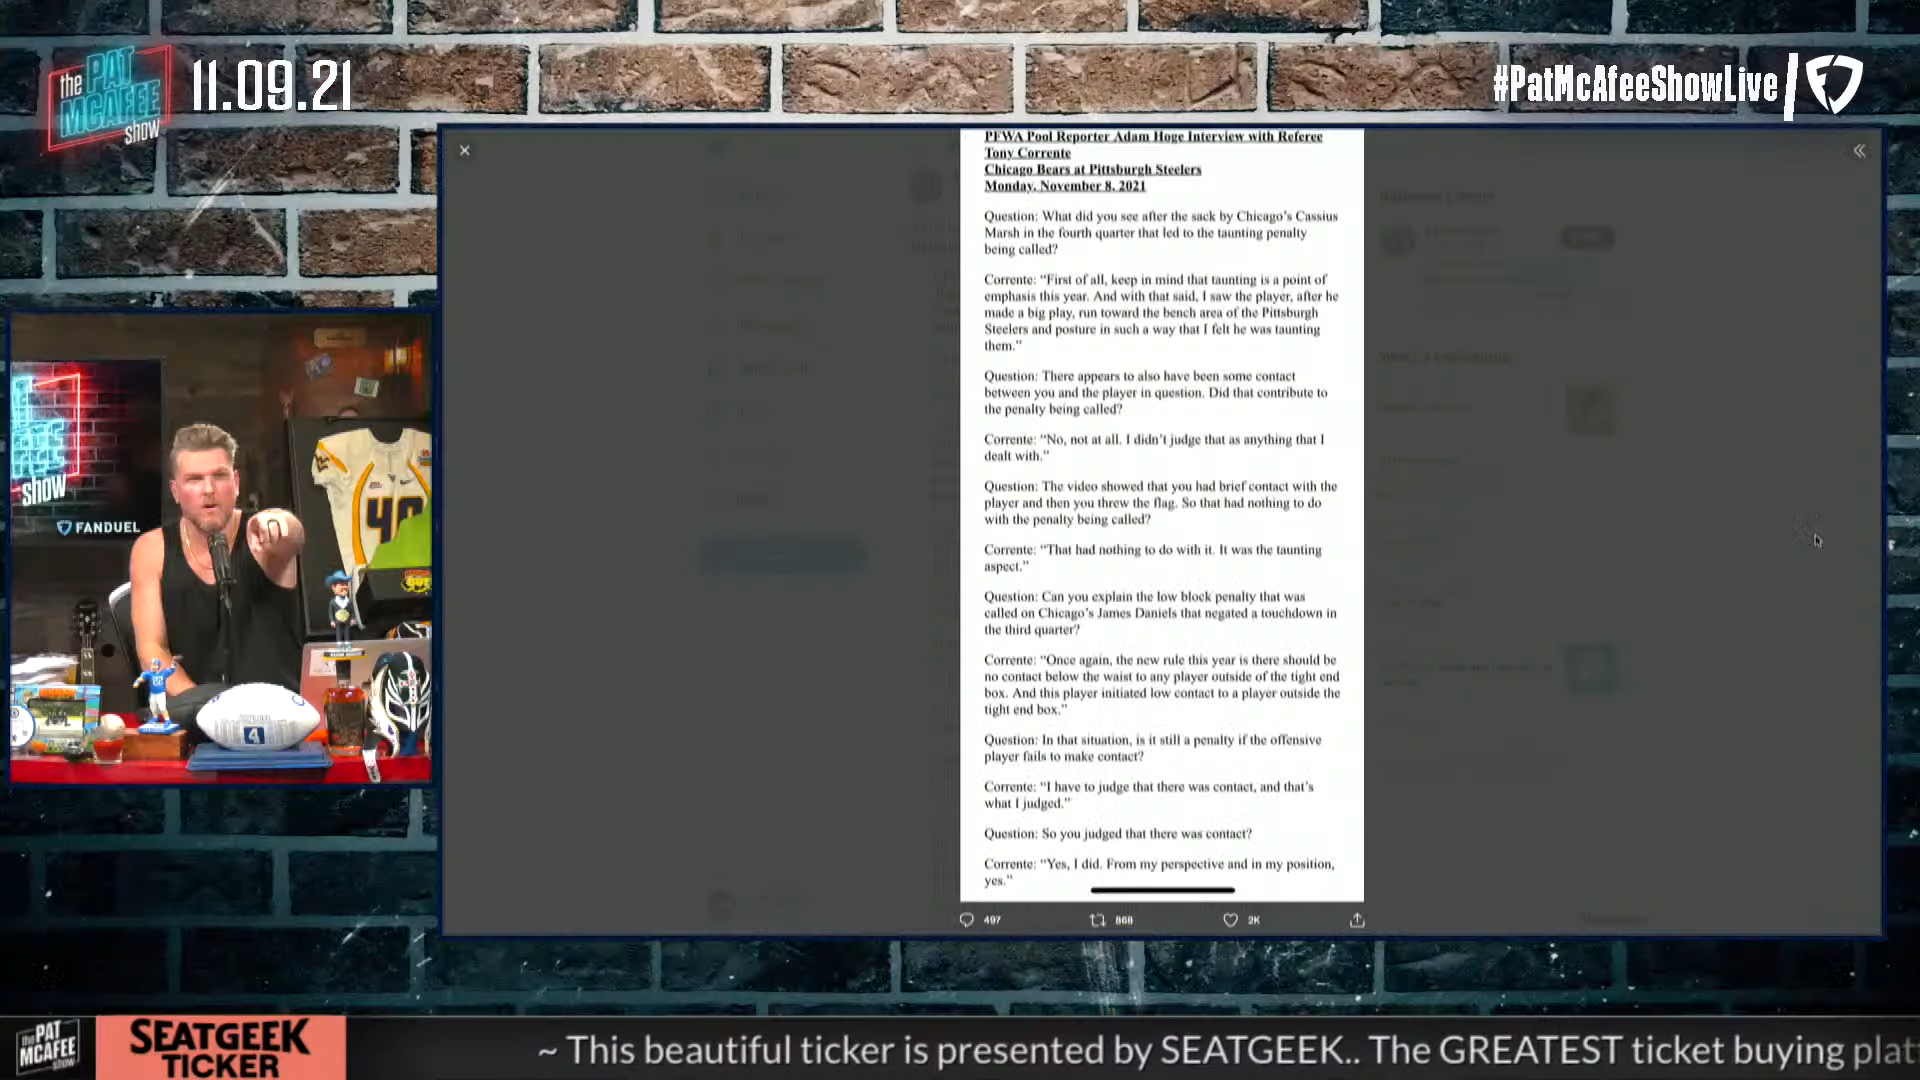 the PAT MCAFEE show
11.09.21
#PatMcAfeeShowLive
PFWA Pool Reporter Adam Hoge Interview with Referee
Tony Corrente
Chicago Bears at Pittsburgh Steelers
Monday, November 8, 2021
Question: What did you see after the sack by Chicago's Cassius
Marsh in the fourth quarter that led to the taunting penalty
being called?
Corrente: “First of all, keep in mind that taunting is a point of
emphasis this year. And with that said, I saw the player, after he
made a big play, run toward the bench area of the Pittsburgh
Steelers and posture in such a way that I felt he was taunting
them.”
Question: There appears to also have been some contact
between you and the player in question. Did that contribute to
the penalty being called?
Corrente: “No, not at all. I didn't judge that as anything that I
dealt with.”
Question: The video showed that you had brief contact with the
player and then you threw the flag. So that had nothing to do
with the penalty being called?
Corrente: “That had nothing to do with it. It was the taunting
aspect.”
Question: Can you explain the low block penalty that was
called on Chicago's James Daniels that negated a touchdown in
the third quarter?
Corrente: “Once again, the new rule this year is there should be
no contact below the waist to any player outside of the tight end
box. And this player initiated low contact to a player outside the
tight end box.”
Question: In that situation, is it still a penalty if the offensive
player fails to make contact?
Corrente: “I have to judge that there was contact, and that's
what I judged.”
Question: So you judged that there was contact?
Corrente: “Yes, I did. From my perspective and in my position,
yes.”
497 868 2K
show
FANDUEL
40
4
the PAT MCAFEE show
SEATGEEK
TICKER
~ This beautiful ticker is presented by SEATGEEK.. The GREATEST ticket buying plat